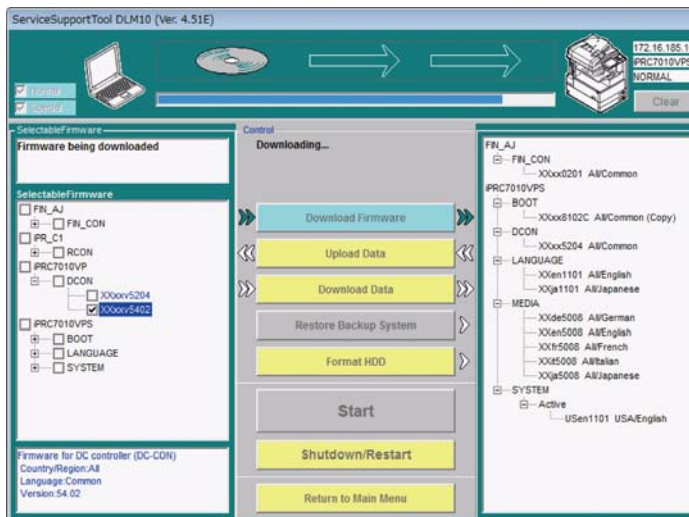 ServiceSupportTool DLM10 (Ver. 4.51E)
Normal
Special
172.16.185.1
iPRC7010VPS
NORMAL
Clear
SelectableFirmware
Firmware being downloaded
SelectableFirmware
FIN_AJ
FIN_CON
iPR_C1
RCON
iPRC7010VP
DCON
XXxxv5204
XXxxv5402
iPRC7010VPS
BOOT
LANGUAGE
SYSTEM
Firmware for DC controller (DC-CON)
Country/Region:All
Language:Common
Version:54.02
Control
Downloading...
Download Firmware
Upload Data
Download Data
Restore Backup System
Format HDD
Start
Shutdown/Restart
Return to Main Menu
FIN_AJ
FIN_CON
XXxx0201 All/Common
iPRC7010VPS
BOOT
XXxx8102C All/Common (Copy)
DCON
XXxx5204 All/Common
LANGUAGE
XXen1101 All/English
XXja1101 All/Japanese
MEDIA
XXde5008 All/German
XXen5008 All/English
XXfr5008 All/French
XXit5008 All/Italian
XXja5008 All/Japanese
SYSTEM
Active
USen1101 USA/English